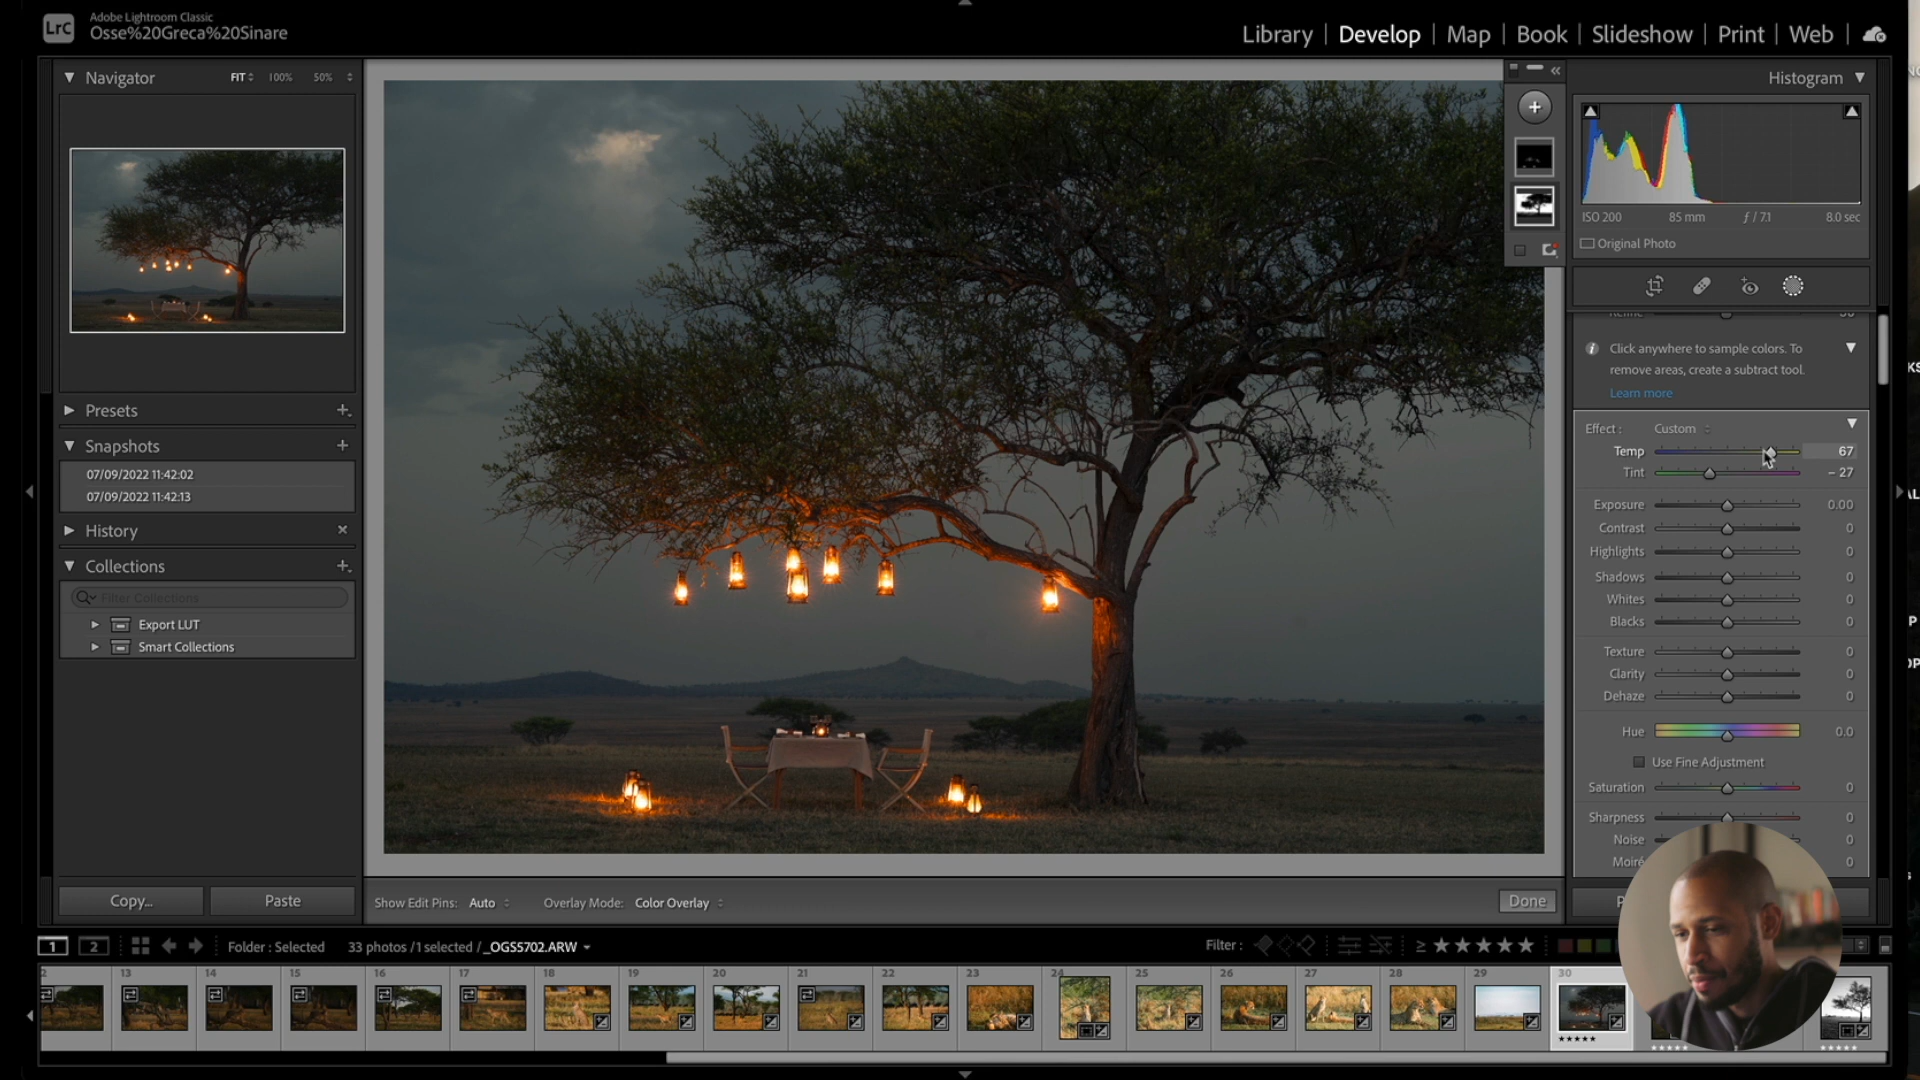 LrC
Adobe Lightroom Classic
Osse%20Greca%20Sinare
Library | Develop | Map | Book | Slideshow | Print | Web |
Navigator FIT 100% 50%
Histogram
ISO 200 85 mm ƒ / 7.1 8.0 sec
Original Photo
Click anywhere to sample colors. To
remove areas, create a subtract tool.
Learn more
Presets
Snapshots
07/09/2022 11:42:02
07/09/2022 11:42:13
History
Collections
Filter Collections
Export LUT
Smart Collections
Copy... Paste
Effect : Custom
Temp 67
Tint – 27
Exposure 0.00
Contrast 0
Highlights 0
Shadows 0
Whites 0
Blacks 0
Texture 0
Clarity 0
Dehaze 0
Hue 0.0
Use Fine Adjustment
Saturation 0
Sharpness 0
Noise 0
Moiré 0
Show Edit Pins: Auto Overlay Mode: Color Overlay Done
1 2 Folder : Selected 33 photos / 1 selected / _OGS5702.ARW Filter : ≥ ★★★★★
13 14 15 16 17 18 19 20 21 22 23 24 25 26 27 28 29 30